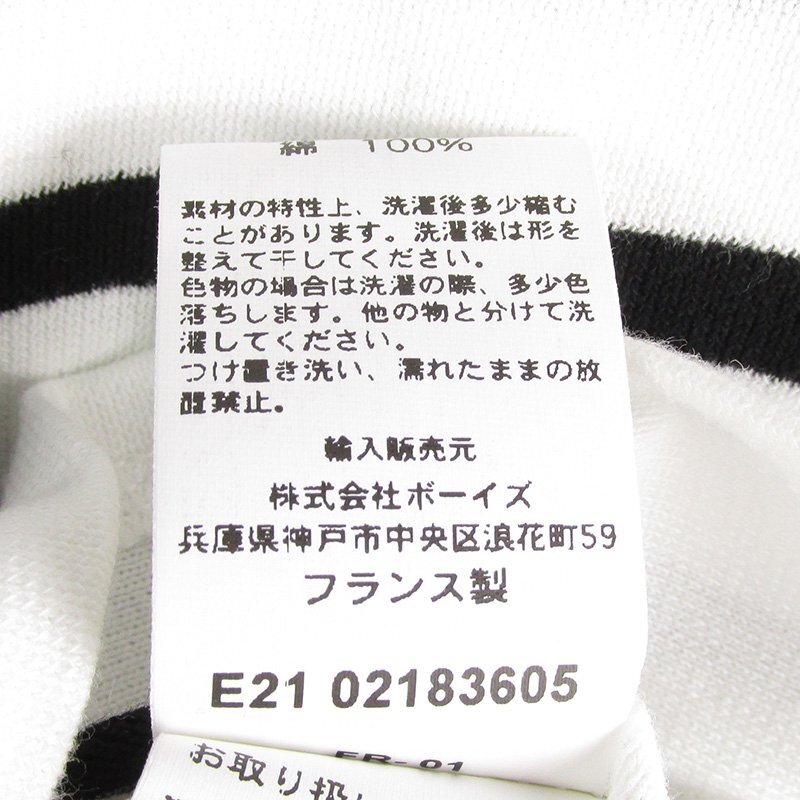 綿 100%
素材の特性上、洗濯後多少縮む
ことがあります。洗濯後は形を
整えて干してください。
色物の場合は洗濯の際、多少色
落ちします。他の物と分けて洗
濯してください。
つけ置き洗い、濡れたままの放
置禁止。
輸入販売元
株式会社ボーイズ
兵庫県神戸市中央区浪花町59
フランス製
E21 02183605
FR-01
お取り扱い